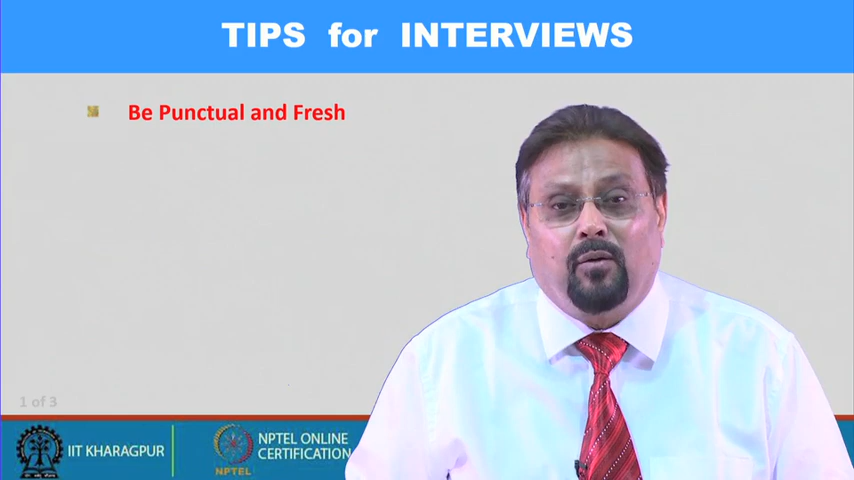 TIPS for INTERVIEWS
Be Punctual and Fresh
1 of 3
IIT KHARAGPUR
NPTEL
NPTEL ONLINE
CERTIFICATION